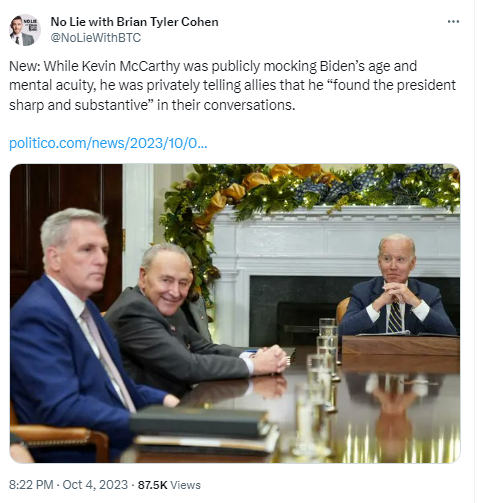 No Lie with Brian Tyler Cohen
@NoLieWithBTC
New: While Kevin McCarthy was publicly mocking Biden's age and
mental acuity, he was privately telling allies that he “found the president
sharp and substantive” in their conversations.
politico.com/news/2023/10/0...
8:22 PM · Oct 4, 2023 · 87.5K Views